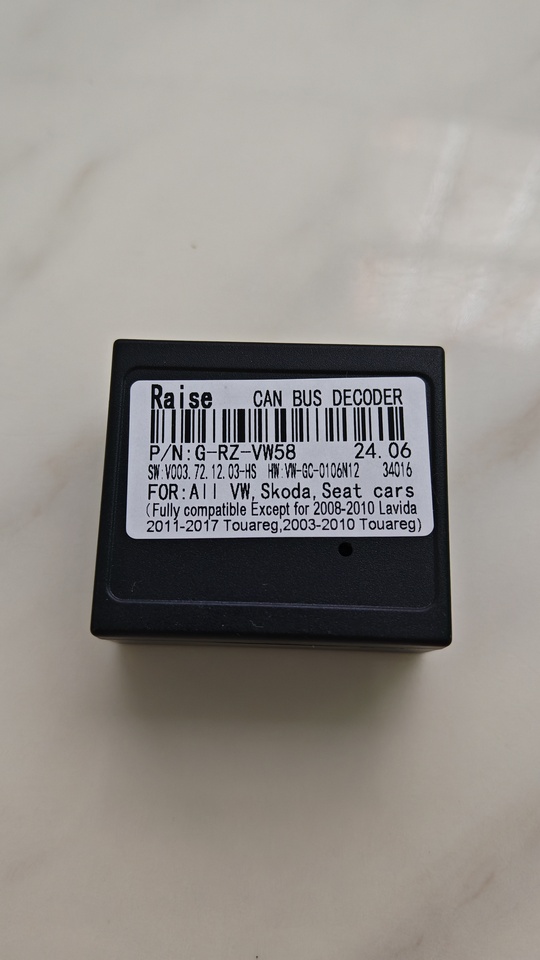 Raise CAN BUS DECODER
P/N:G-RZ-VW58 24.06
SW:V003.72.12.03-HS HW:VW-GC-0106N12 34016
FOR:All VW,Skoda,Seat cars
(Fully compatible Except for 2008-2010 Lavida
2011-2017 Touareg,2003-2010 Touareg)